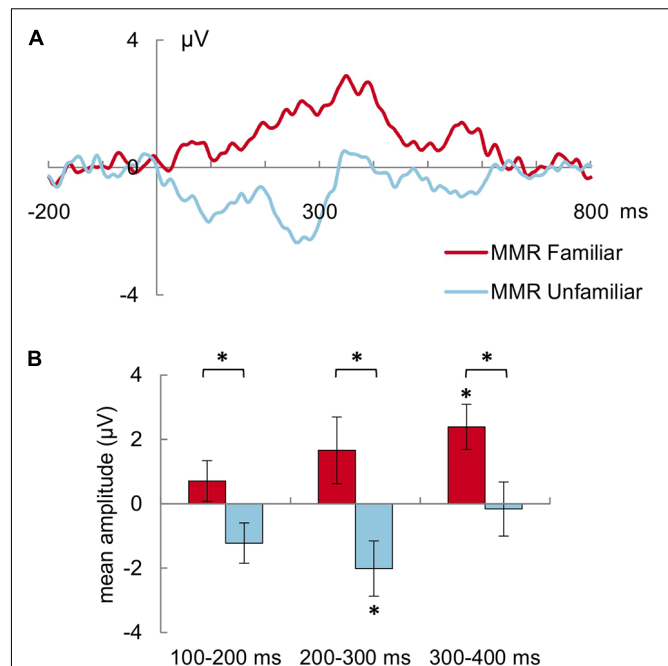 A
4
µV
0
-200
300
800 ms
MMR Familiar
MMR Unfamiliar
-4
B
* * *
4
*
2
0
-2
*
-4
mean amplitude (µV)
100-200 ms 200-300 ms 300-400 ms